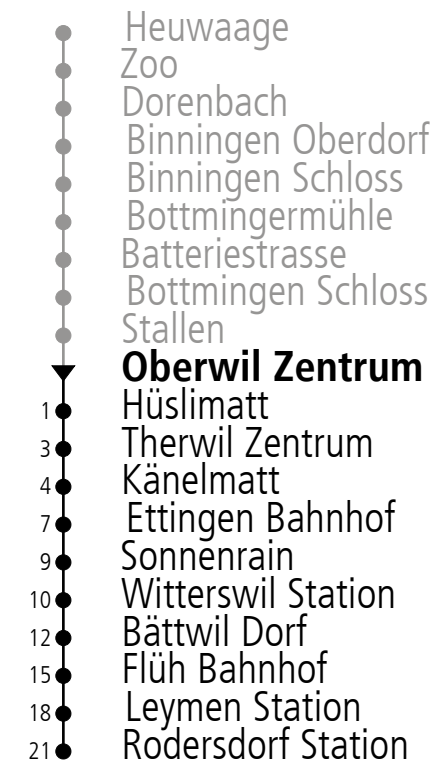 Heuwaage
Zoo
Dorenbach
Binningen Oberdorf
Binningen Schloss
Bottmingermühle
Batteriestrasse
Bottmingen Schloss
Stallen
Oberwil Zentrum
1 Hüslimatt
3 Therwil Zentrum
4 Känelmatt
7 Ettingen Bahnhof
9 Sonnenrain
10 Witterswil Station
12 Bättwil Dorf
15 Flüh Bahnhof
18 Leymen Station
21 Rodersdorf Station